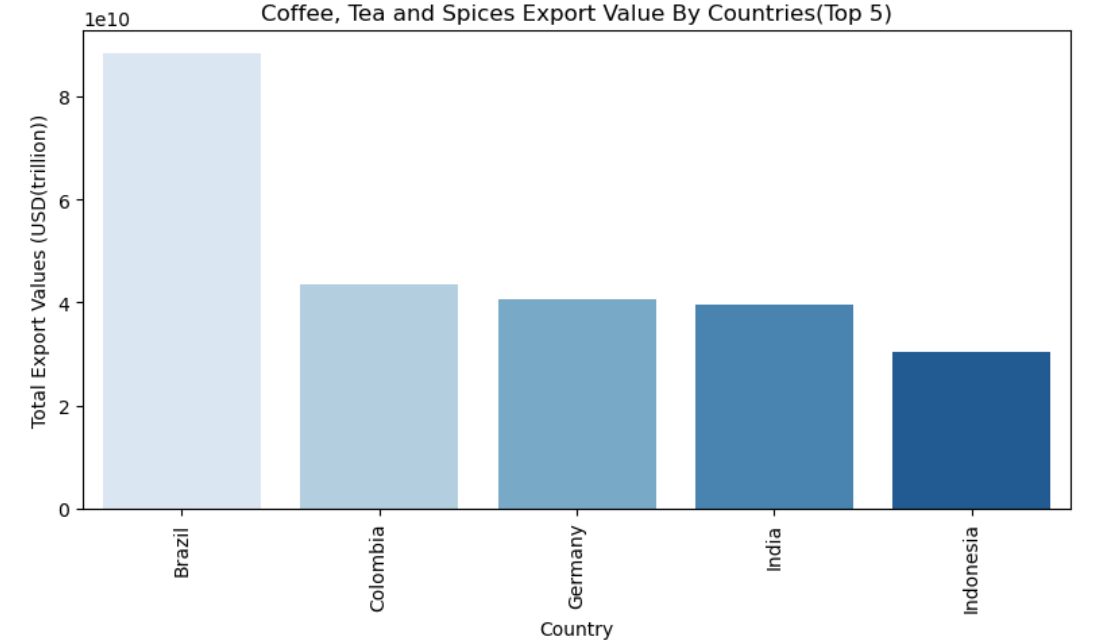 Coffee, Tea and Spices Export Value By Countries(Top 5)
1e10
Total Export Values (USD(trillion))
8
6
4
2
0
Brazil
Colombia
Germany
India
Indonesia
Country